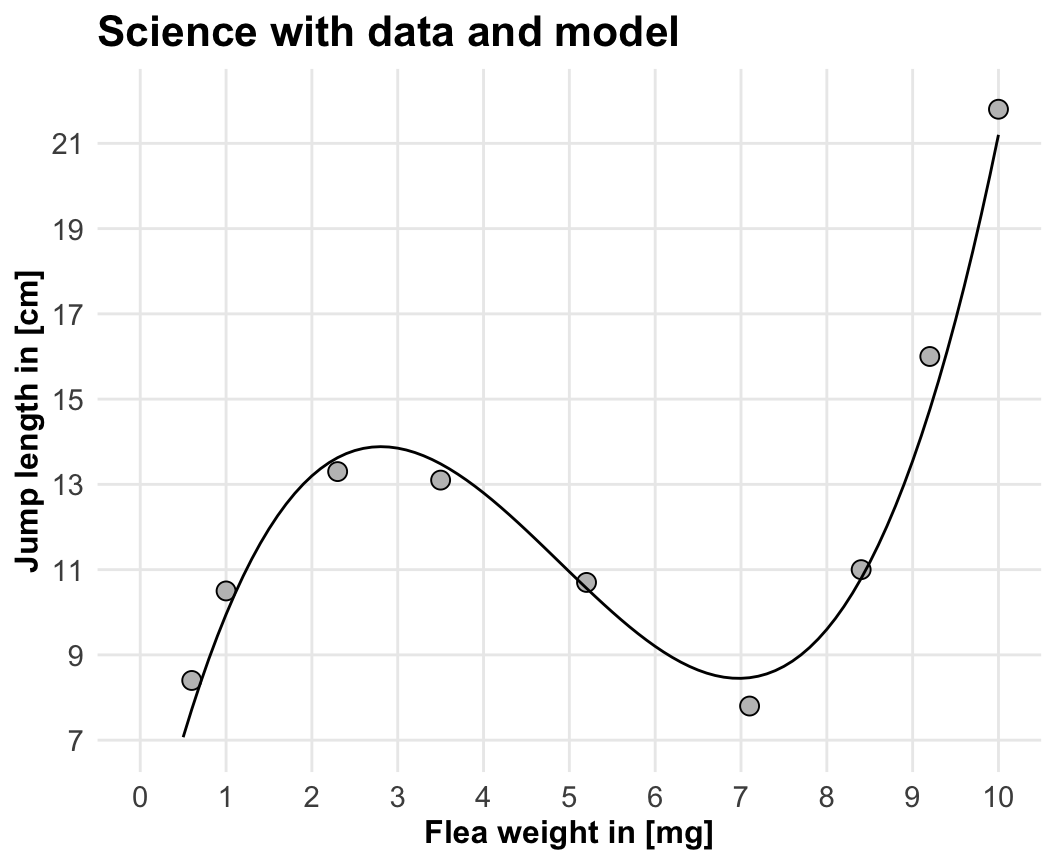 Science with data and model
21
19
17
15
13
11
9
7
Jump length in [cm]
0 1 2 3 4 5 6 7 8 9 10
Flea weight in [mg]